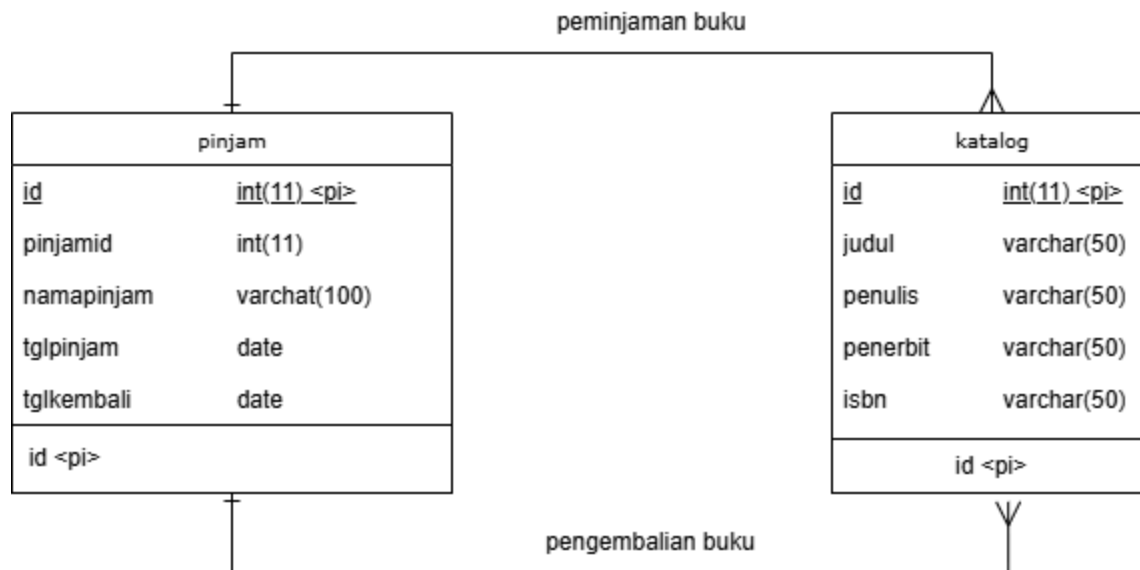 peminjaman buku
pinjam
id int(11) <pi>
pinjamid int(11)
namapinjam varchat(100)
tglpinjam date
tglkembali date
id <pi>
katalog
id int(11) <pi>
judul varchar(50)
penulis varchar(50)
penerbit varchar(50)
isbn varchar(50)
id <pi>
pengembalian buku